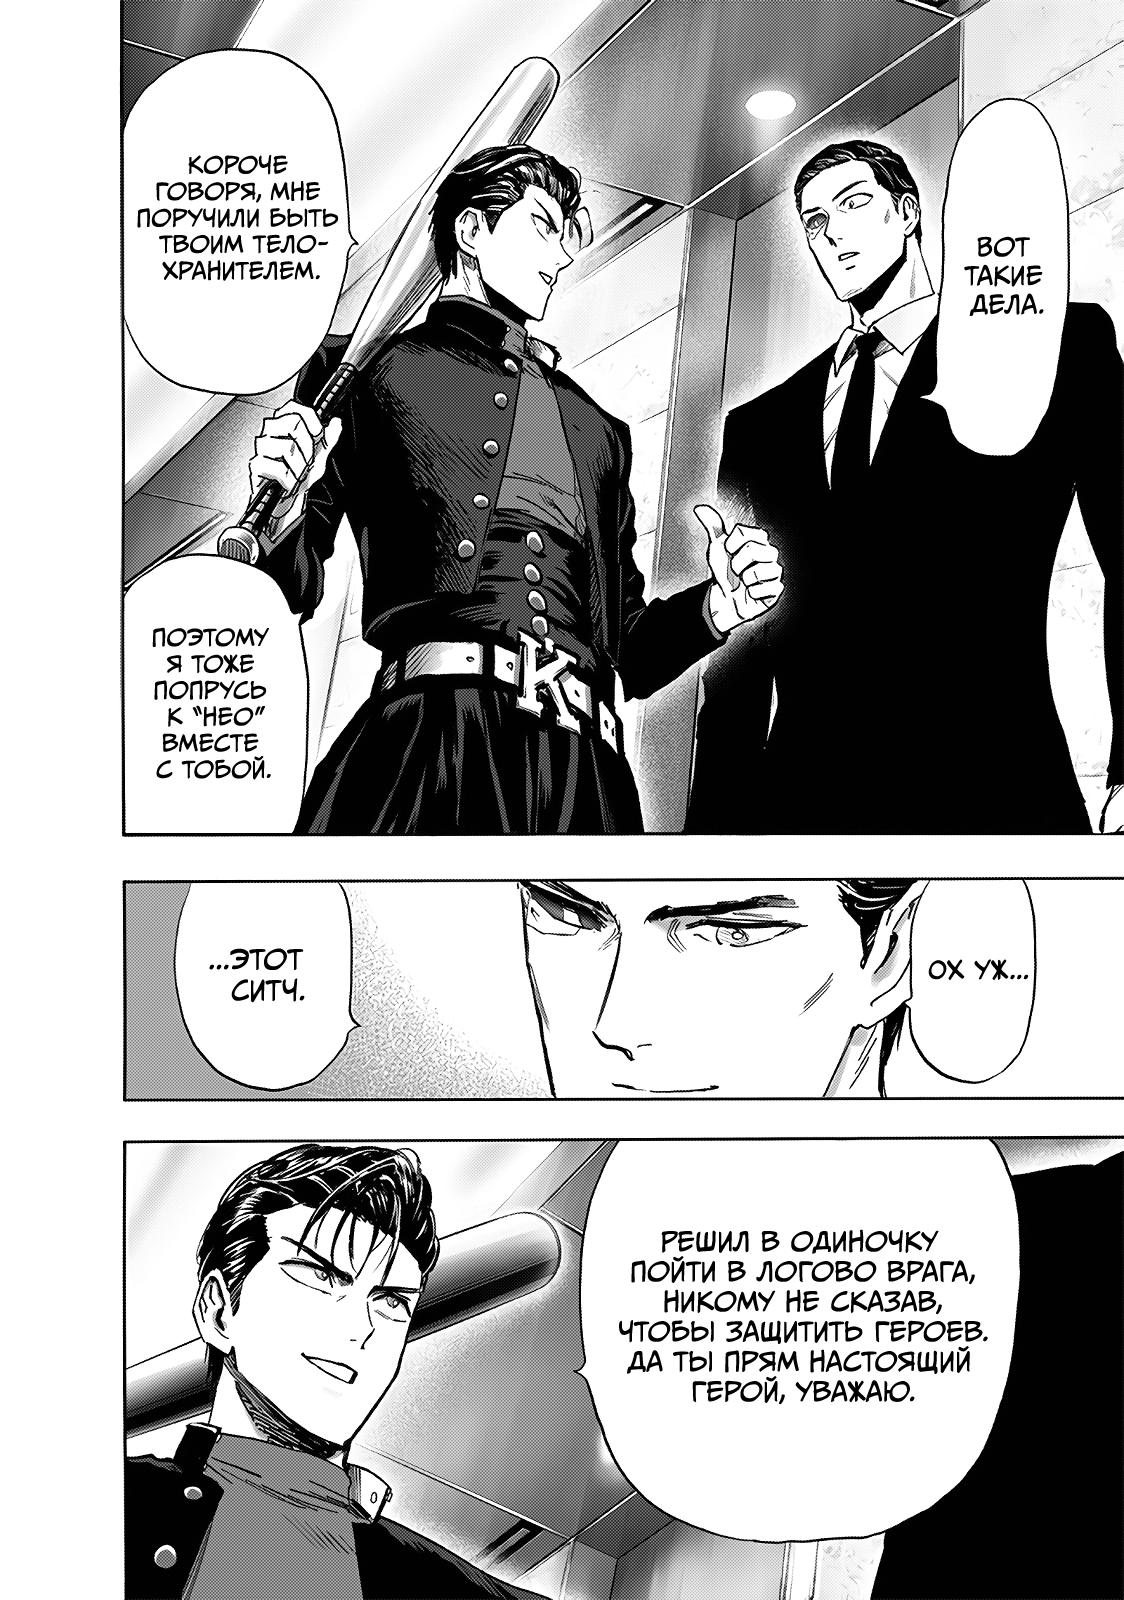 ВОТ
ТАКИЕ
ДЕЛА.
КОРОЧЕ
ГОВОРЯ, МНЕ
ПОРУЧИЛИ БЫТЬ
ТВОИМ ТЕЛО-
ХРАНИТЕЛЕМ.
K
ПОЭТОМУ
Я ТОЖЕ
ПОПРУСЬ
К “НЕО”
ВМЕСТЕ
С ТОБОЙ.
ОХ УЖ...
...ЭТОТ
СИТЧ.
РЕШИЛ В ОДИНОЧКУ
ПОЙТИ В ЛОГОВО ВРАГА,
НИКОМУ НЕ СКАЗАВ,
ЧТОБЫ ЗАЩИТИТЬ ГЕРОЕВ.
ДА ТЫ ПРЯМ НАСТОЯЩИЙ
ГЕРОЙ, УВАЖАЮ.